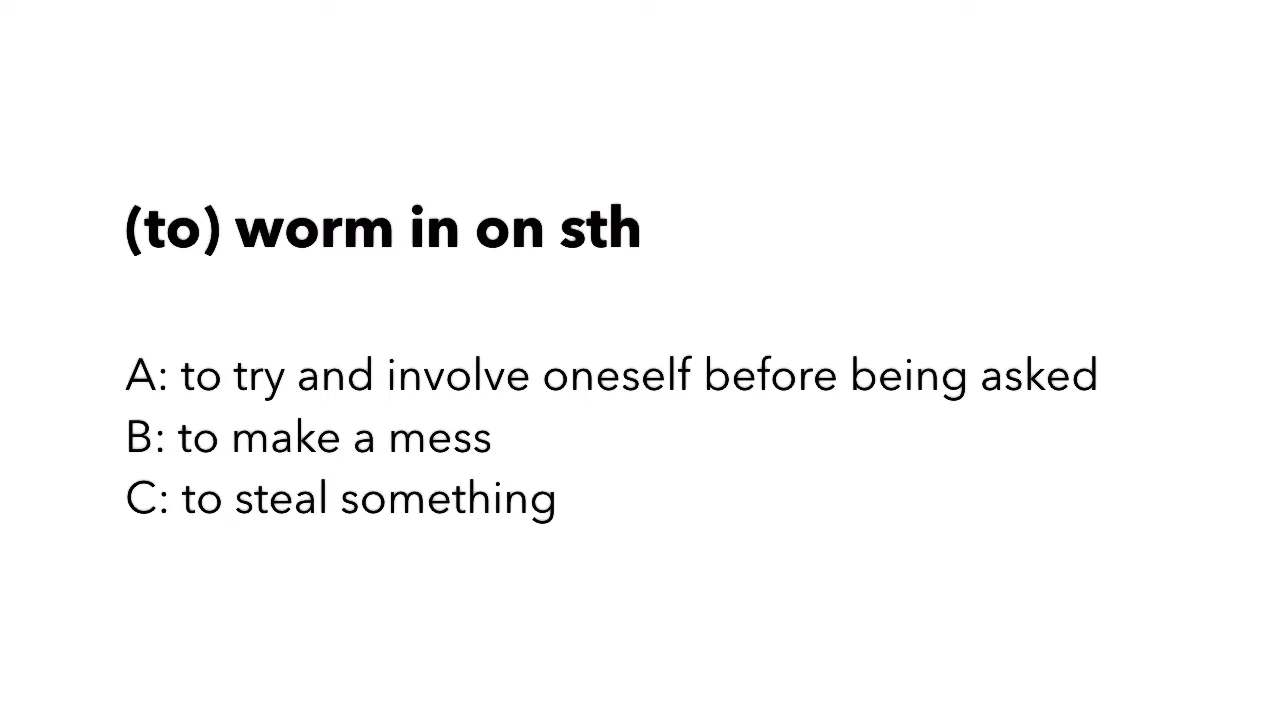 (to) worm in on sth
A: to try and involve oneself before being asked
B: to make a mess
C: to steal something